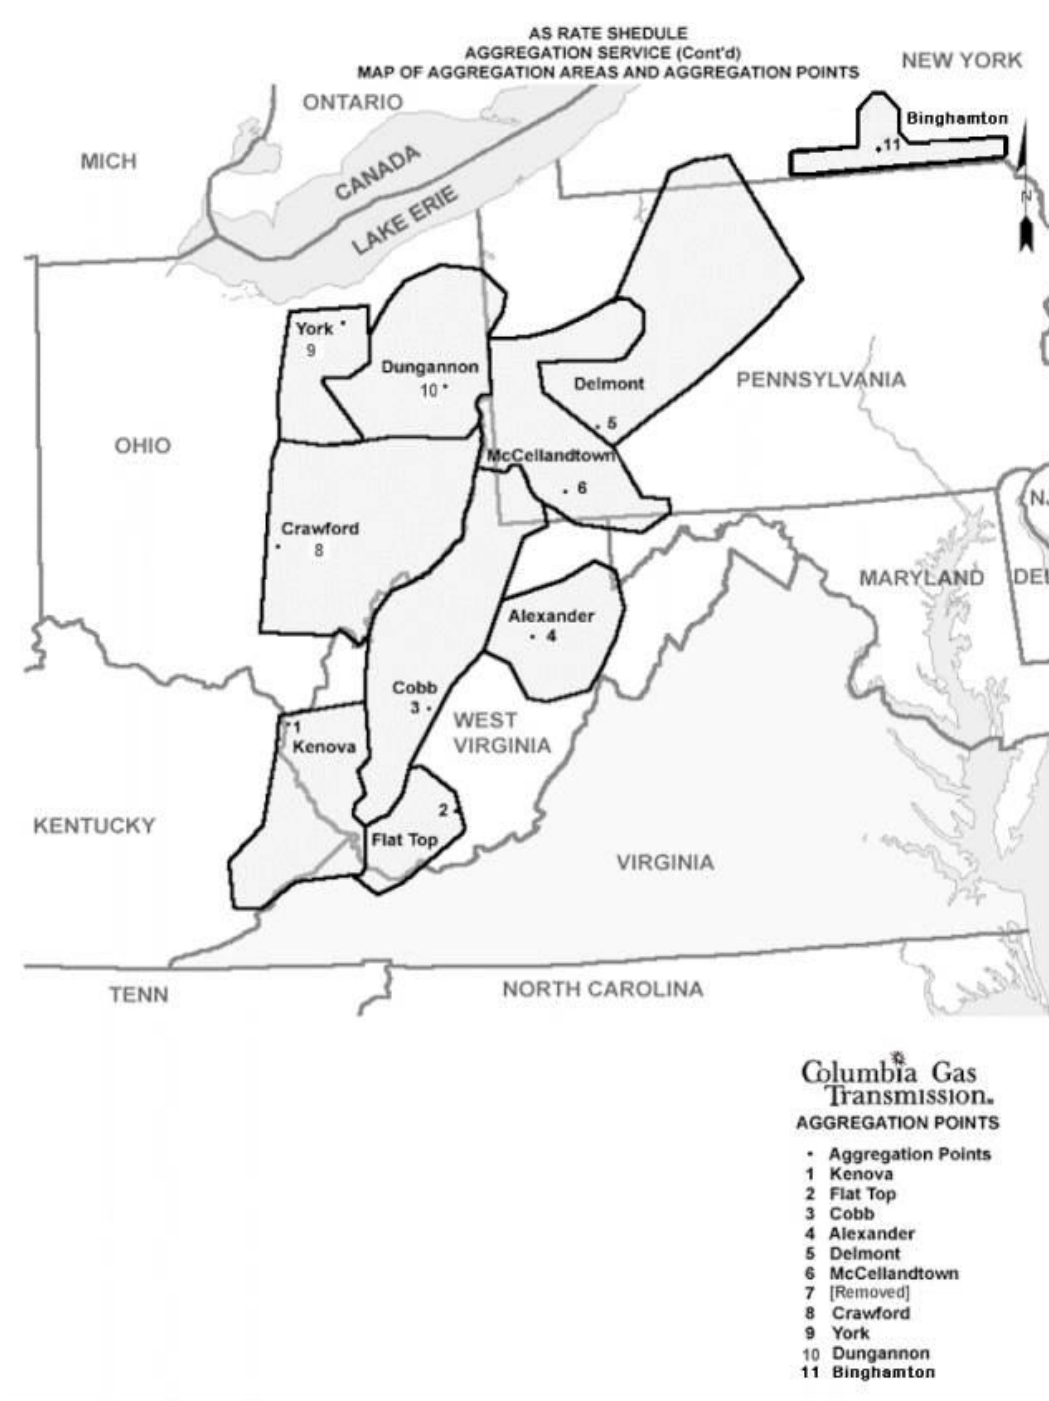 AS RATE SHEDULE
AGGREGATION SERVICE (Cont'd)
MAP OF AGGREGATION AREAS AND AGGREGATION POINTS
NEW YORK
ONTARIO
Binghamton
11
MICH
CANADA
LAKE ERIE
N
York
9
Dungannon
10
Delmont
5
PENNSYLVANIA
OHIO
McCellandtown
6
N.
Crawford
8
MARYLAND
DEL
Alexander
4
Cobb
3
WEST
VIRGINIA
1
Kenova
2
Flat Top
KENTUCKY
VIRGINIA
TENN
NORTH CAROLINA
Columbia Gas
Transmission.
AGGREGATION POINTS
• Aggregation Points
1 Kenova
2 Flat Top
3 Cobb
4 Alexander
5 Delmont
6 McCellandtown
7 [Removed]
8 Crawford
9 York
10 Dungannon
11 Binghamton